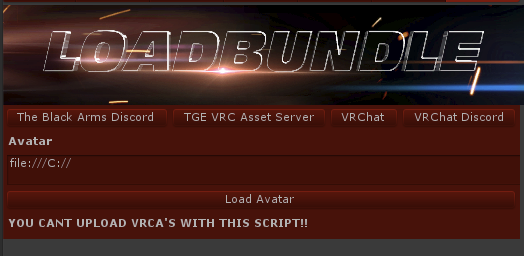 LOADBUNDLE
The Black Arms Discord TGE VRC Asset Server VRChat VRChat Discord
Avatar
file:///C://
Load Avatar
YOU CANT UPLOAD VRCA'S WITH THIS SCRIPT!!